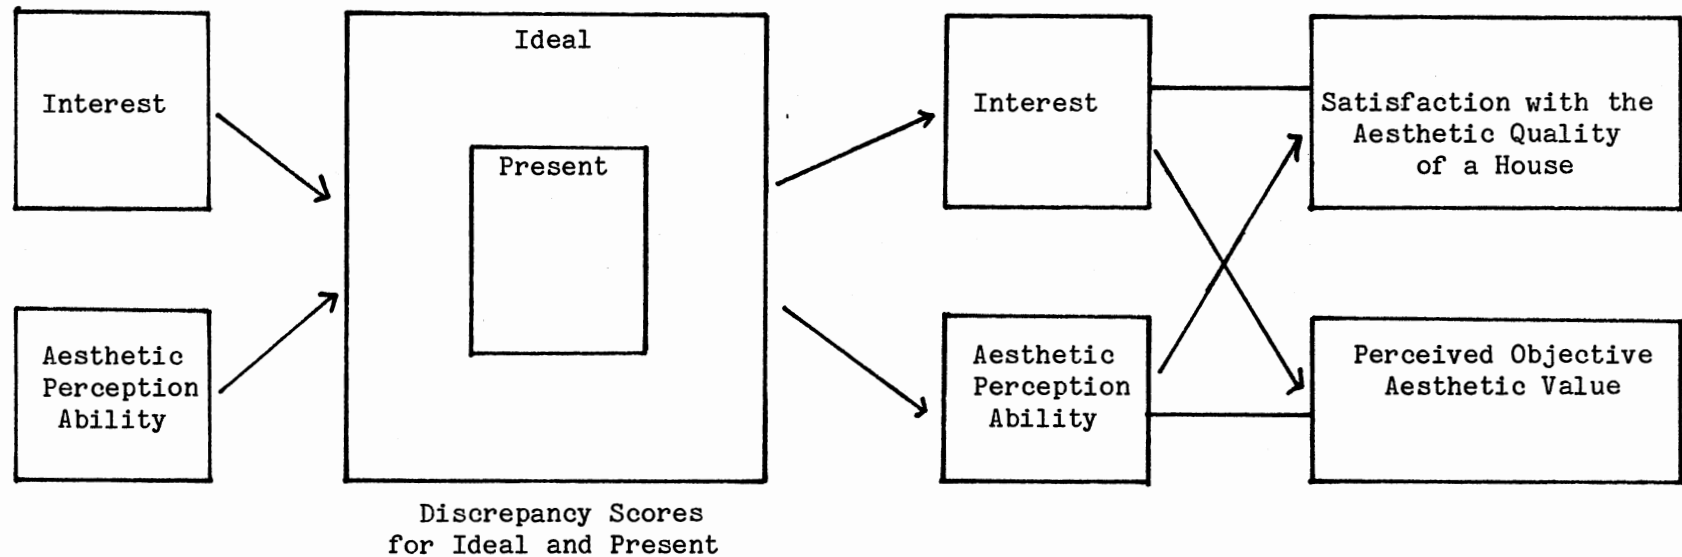 Interest
Aesthetic
Perception
Ability
Ideal
Present
Discrepancy Scores
for Ideal and Present
Interest
Aesthetic
Perception
Ability
Satisfaction with the
Aesthetic Quality
of a House
Perceived Objective
Aesthetic Value